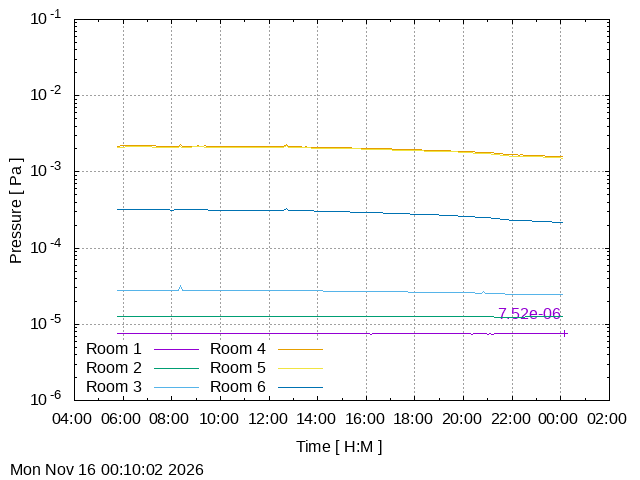 10^-1
10^-2
10^-3
10^-4
10^-5
10^-6
Pressure [ Pa ]
7.52e-06
Room 1 Room 4
Room 2 Room 5
Room 3 Room 6
04:00 06:00 08:00 10:00 12:00 14:00 16:00 18:00 20:00 22:00 00:00 02:00
Time [ H:M ]
Mon Nov 16 00:10:02 2026